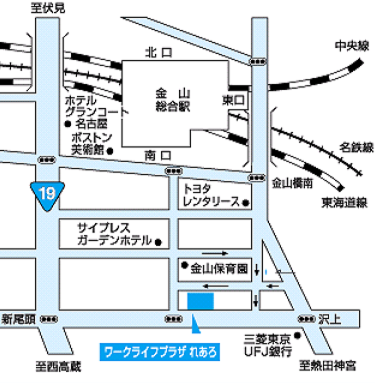 至伏見
北口
中央線
金山
総合駅
東口
ホテル
グランコート
名古屋
ボストン
美術館
名鉄線
南口
金山橋南
東海道線
19
トヨタ
レンタリース
サイプレス
ガーデンホテル
金山保育園
新尾頭
沢上
三菱東京
UFJ銀行
至西高蔵
ワークライフプラザ れあろ
至熱田神宮